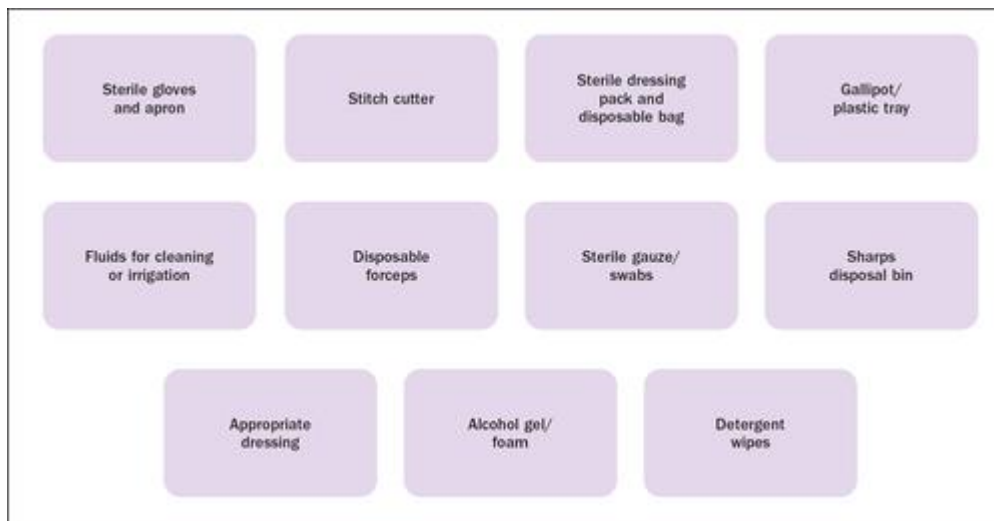 Sterile gloves
and apron
Stitch cutter
Sterile dressing
pack and
disposable bag
Gallipot/
plastic tray
Fluids for cleaning
or irrigation
Disposable
forceps
Sterile gauze/
swabs
Sharps
disposal bin
Appropriate
dressing
Alcohol gel/
foam
Detergent
wipes